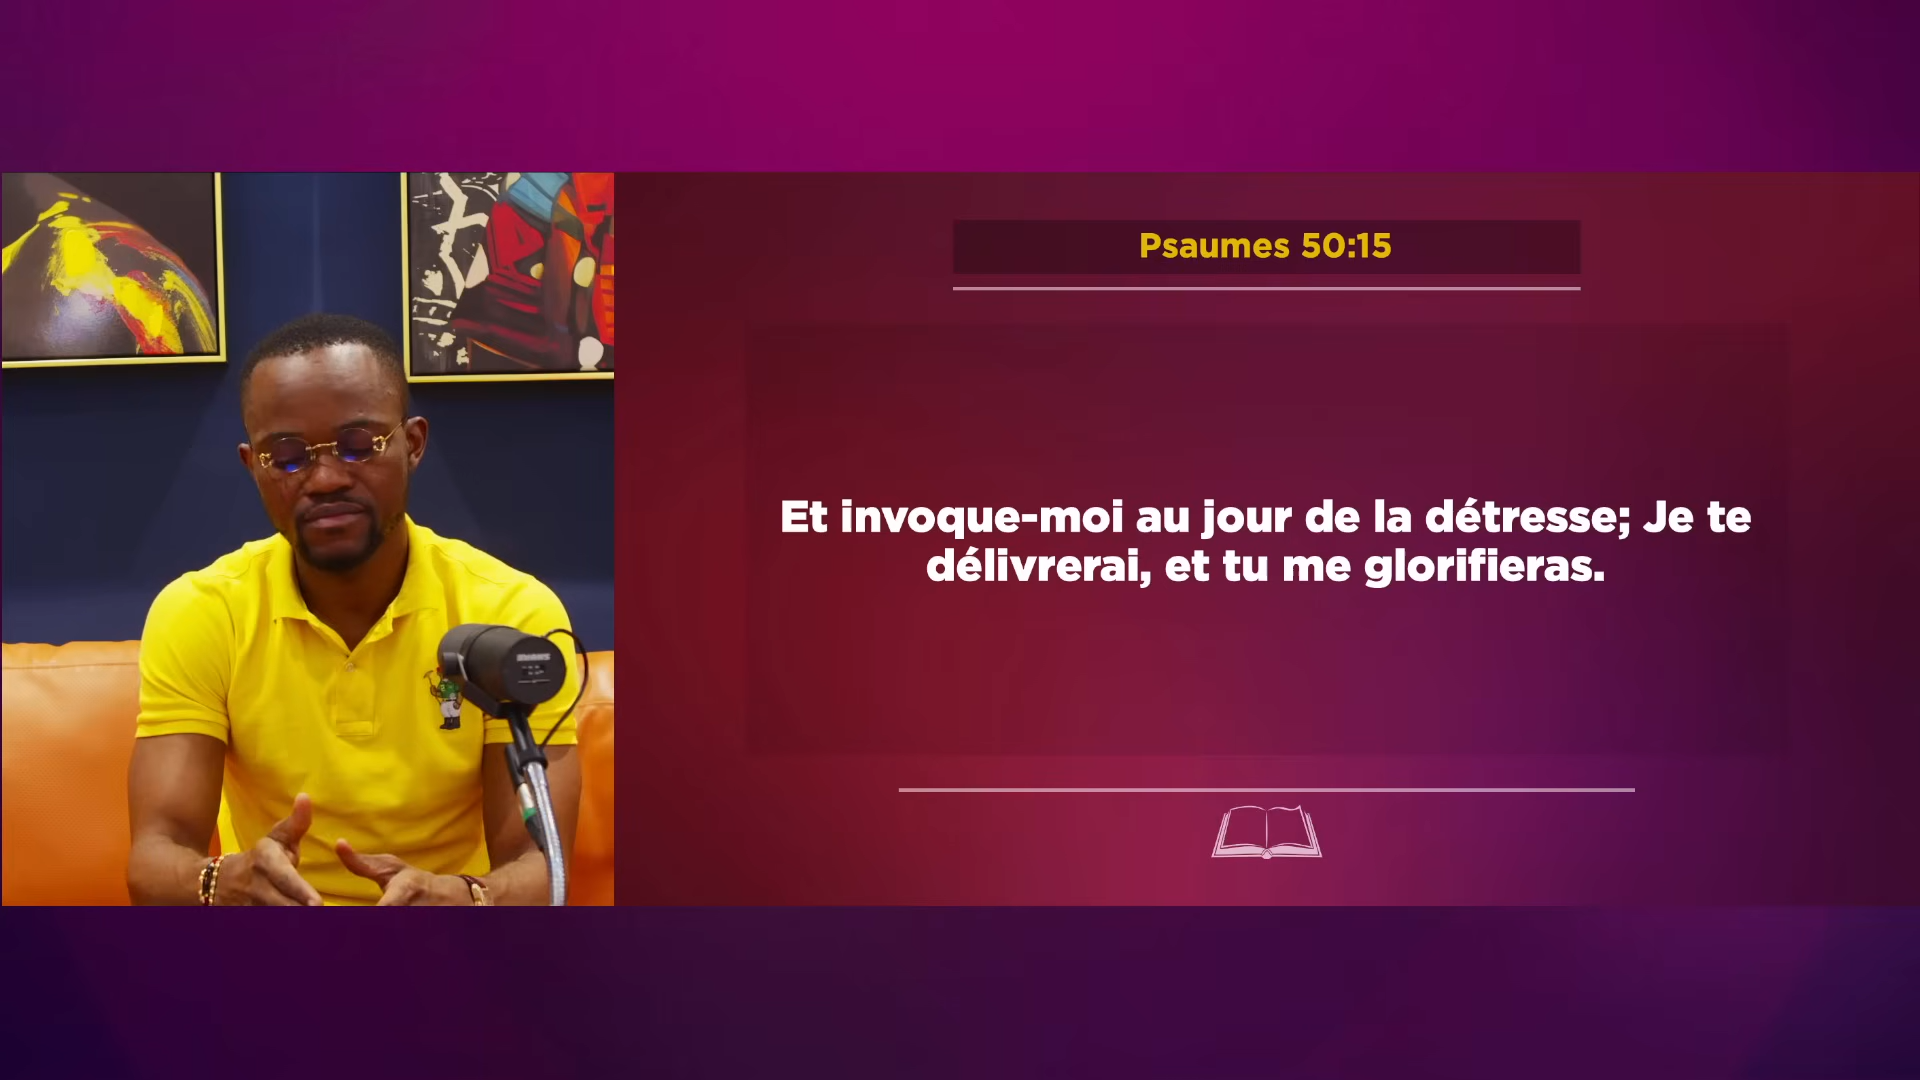 Psaumes 50:15
Et invoque-moi au jour de la détresse; Je te
délivrerai, et tu me glorifieras.